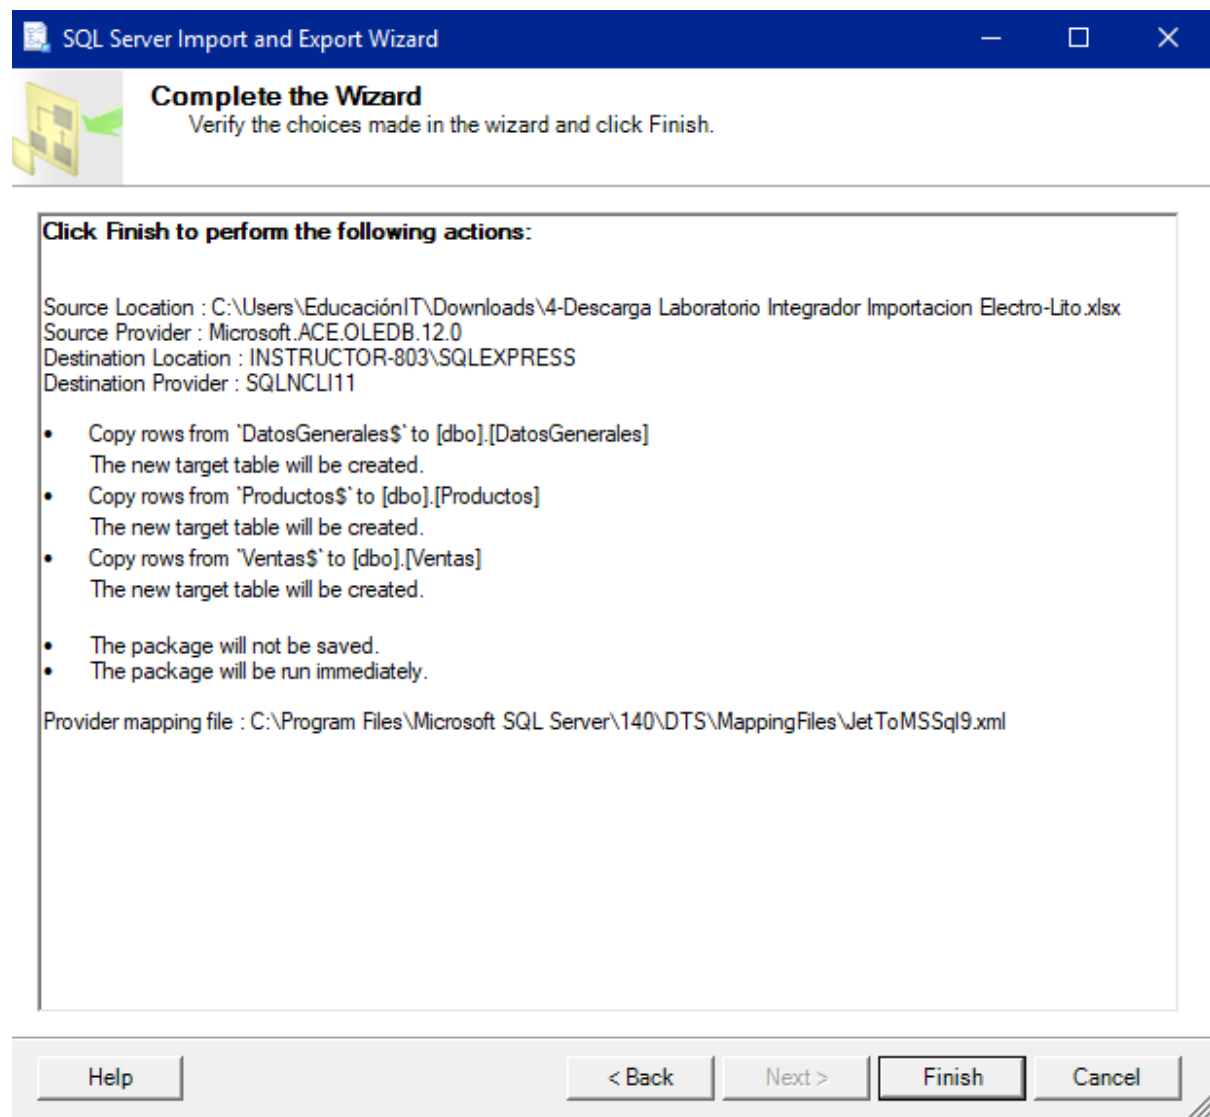 SQL Server Import and Export Wizard
Complete the Wizard
Verify the choices made in the wizard and click Finish.
Click Finish to perform the following actions:
Source Location : C:\Users\EducaciónIT\Downloads\4-Descarga Laboratorio Integrador Importacion Electro-Lito.xlsx
Source Provider : Microsoft.ACE.OLEDB.12.0
Destination Location : INSTRUCTOR-803\SQLEXPRESS
Destination Provider : SQLNCLI11
• Copy rows from `DatosGenerales$` to [dbo].[DatosGenerales]
The new target table will be created.
• Copy rows from `Productos$` to [dbo].[Productos]
The new target table will be created.
• Copy rows from `Ventas$` to [dbo].[Ventas]
The new target table will be created.
• The package will not be saved.
• The package will be run immediately.
Provider mapping file : C:\Program Files\Microsoft SQL Server\140\DTS\MappingFiles\JetToMSSql9.xml
Help < Back Next > Finish Cancel